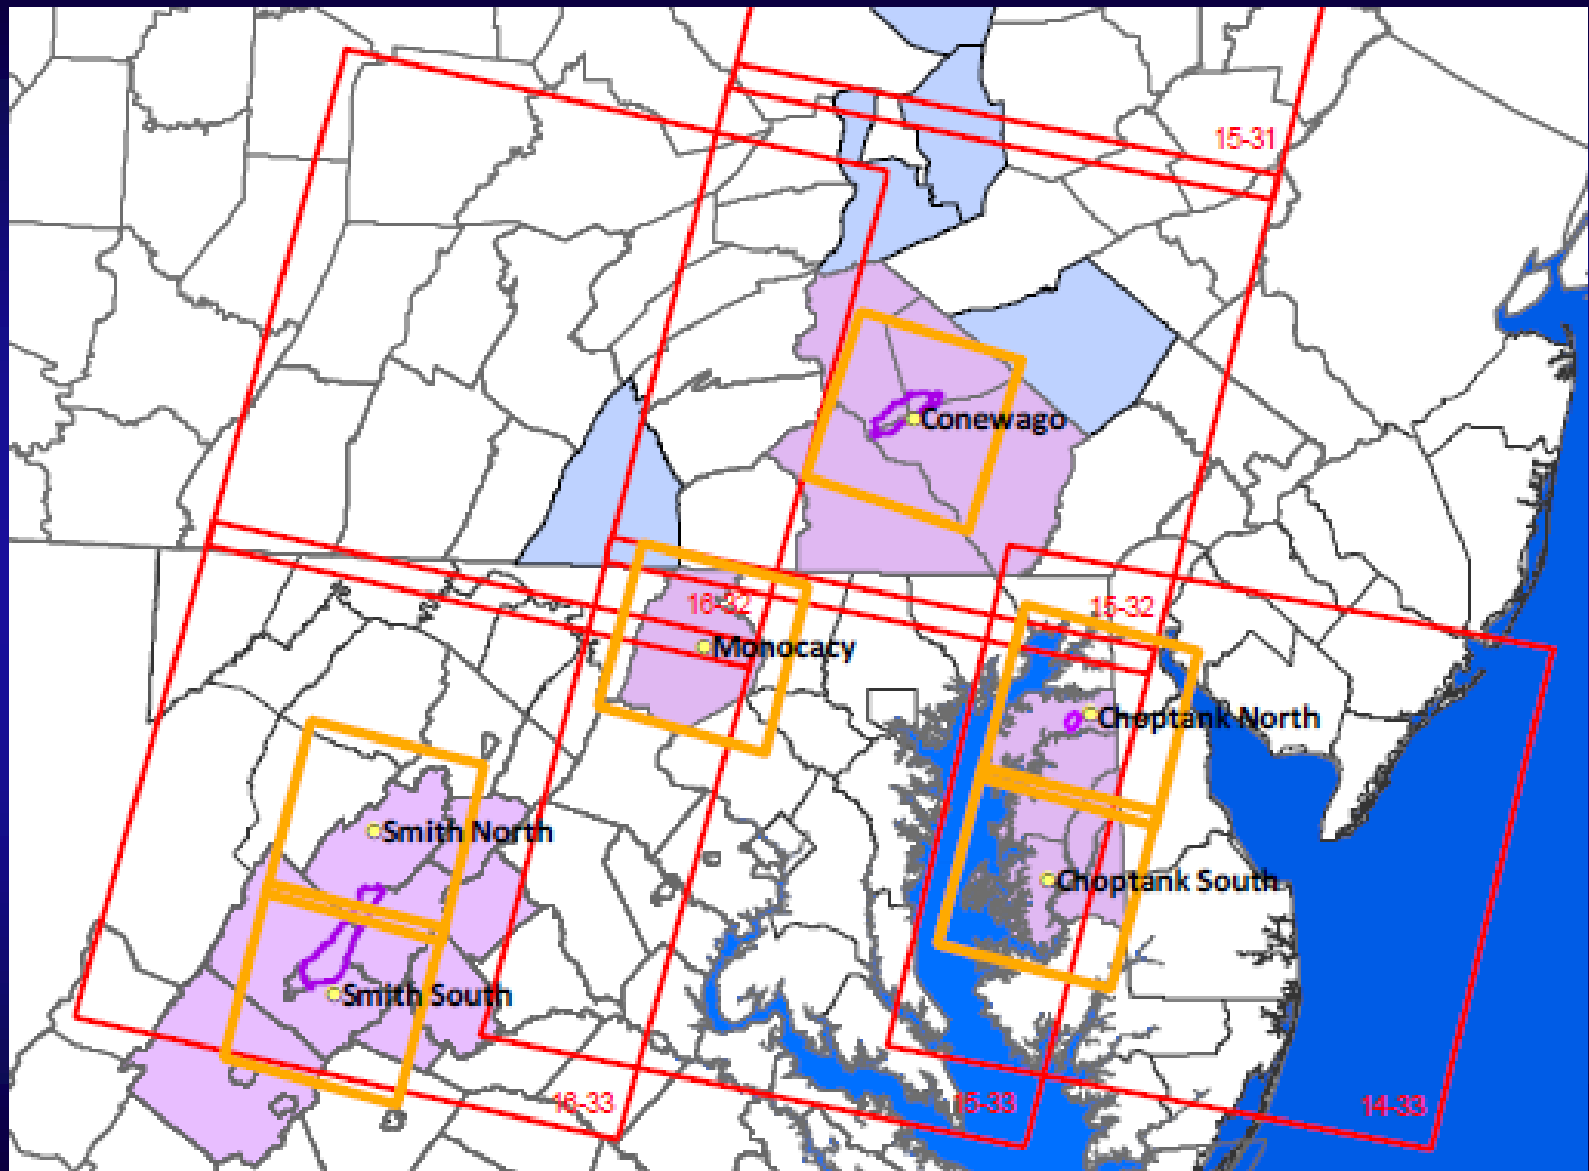 15-31
Conewago
16-32
15-32
Monocacy
Choptank North
Smith North
Choptank South
Smith South
16-33
15-33
14-33